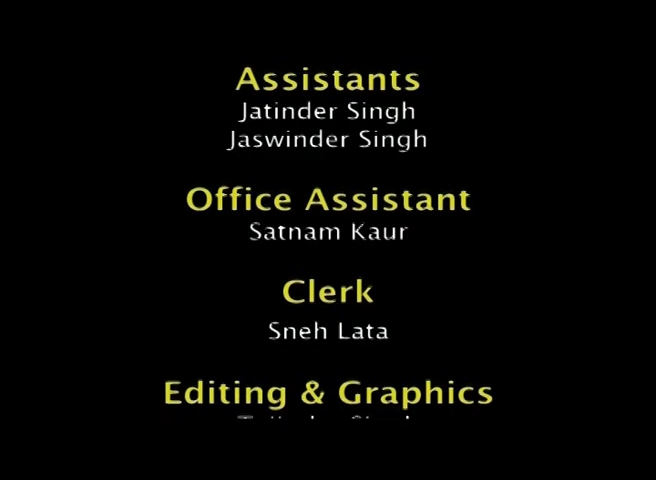 Assistants
Jatinder Singh
Jaswinder Singh
Office Assistant
Satnam Kaur
Clerk
Sneh Lata
Editing & Graphics